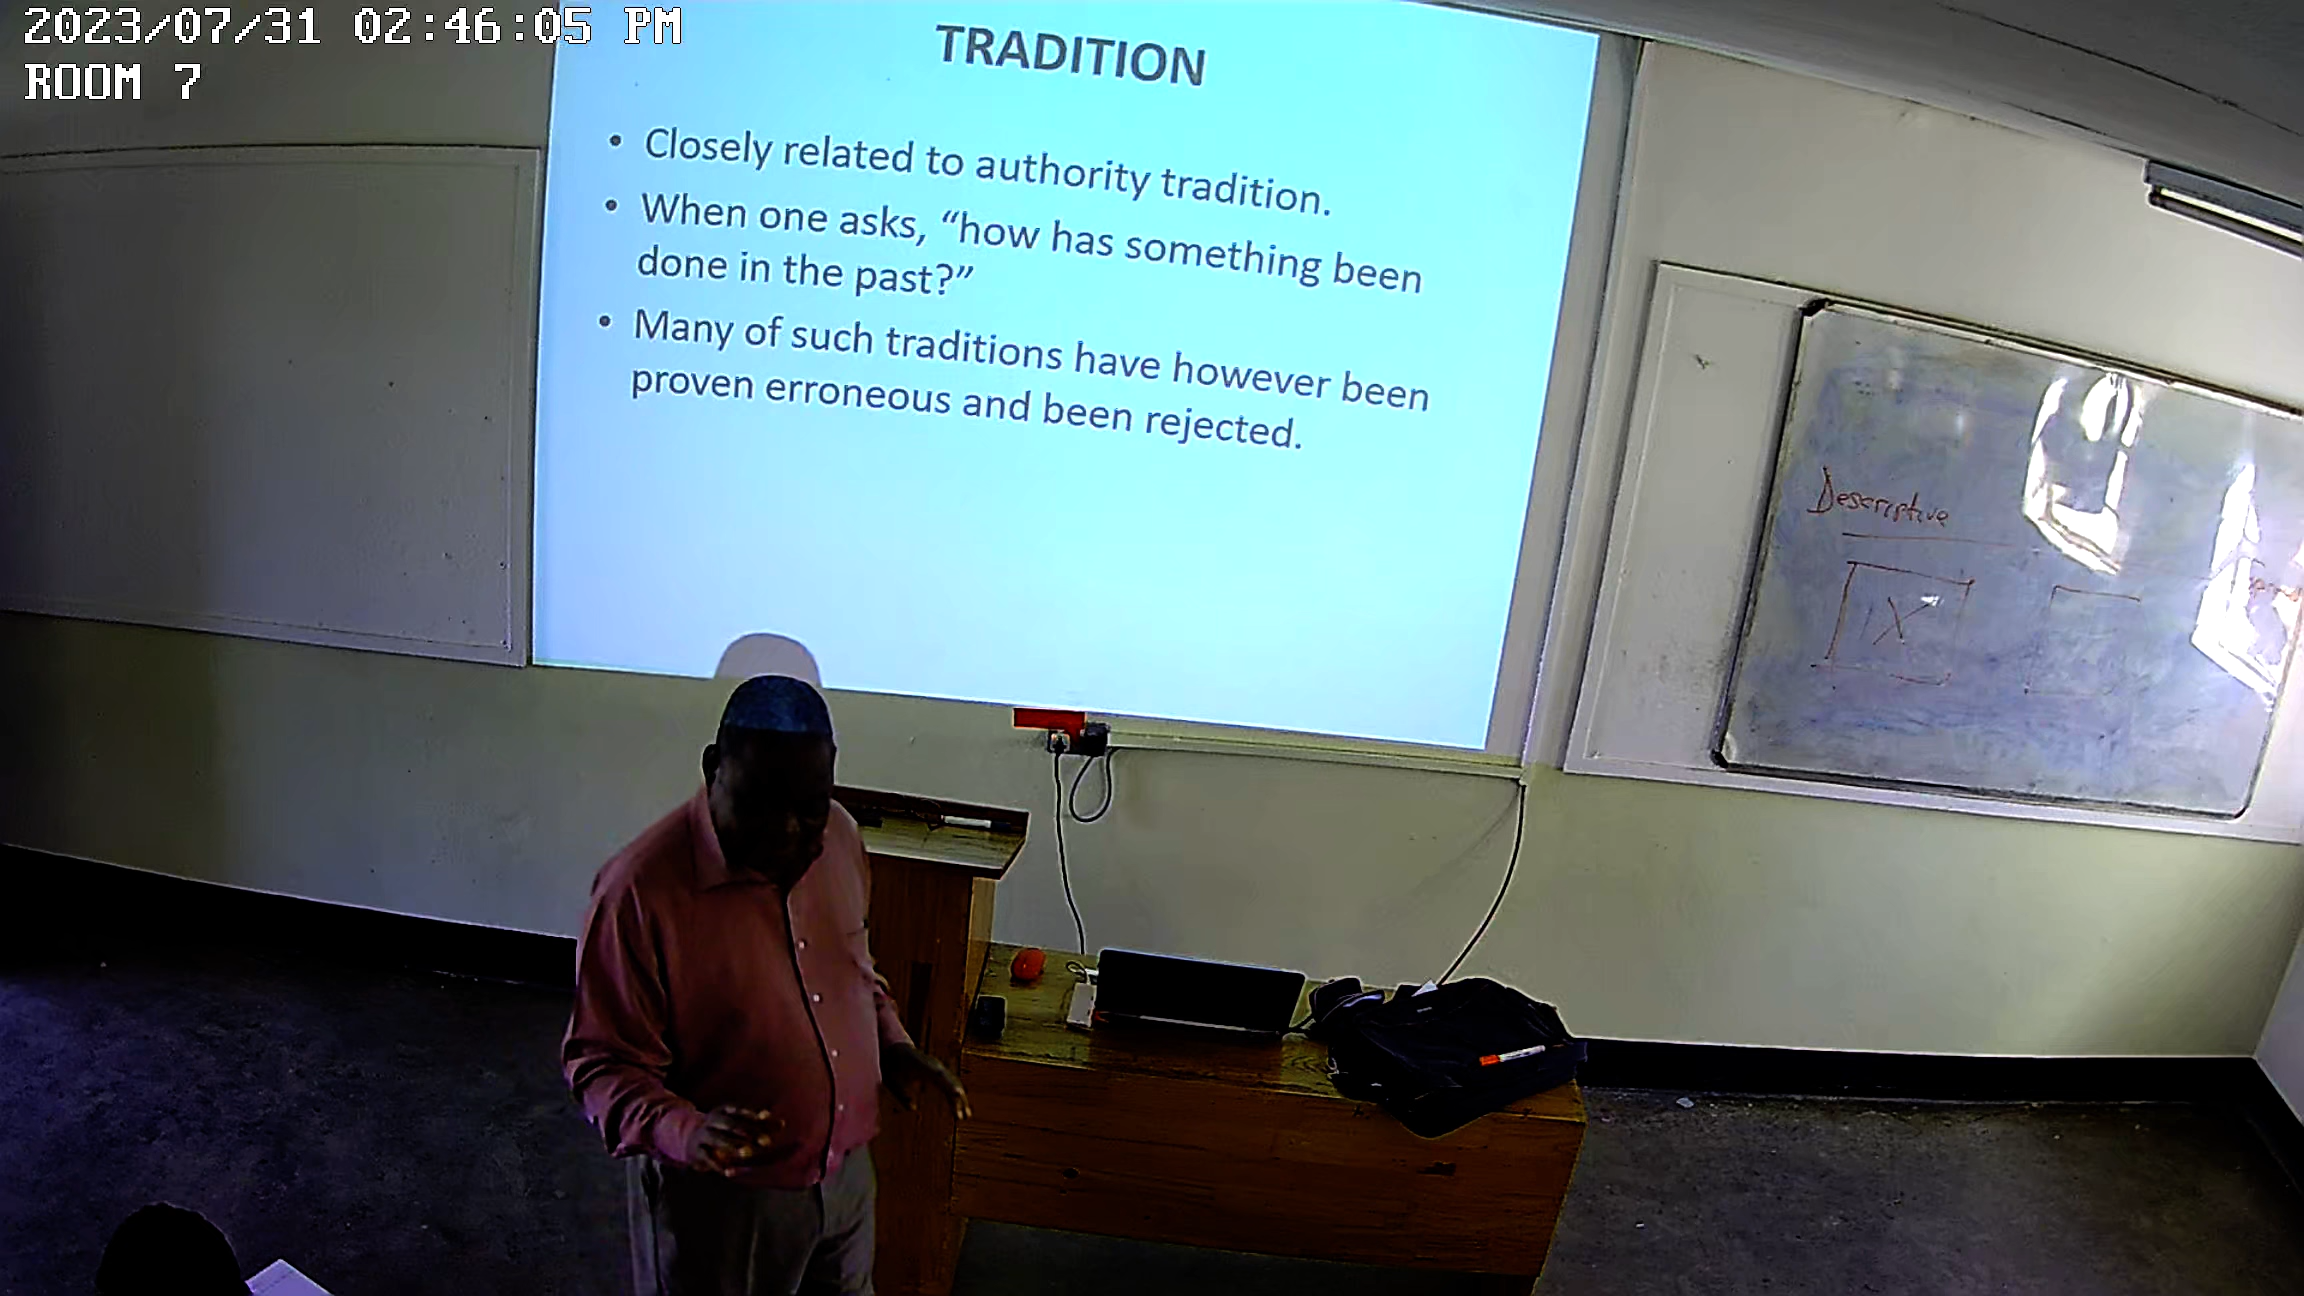 2023/07/31 02:46:05 PM
ROOM 7
TRADITION
• Closely related to authority tradition.
• When one asks, “how has something been
done in the past?”
• Many of such traditions have however been
proven erroneous and been rejected.
Descriptive
X